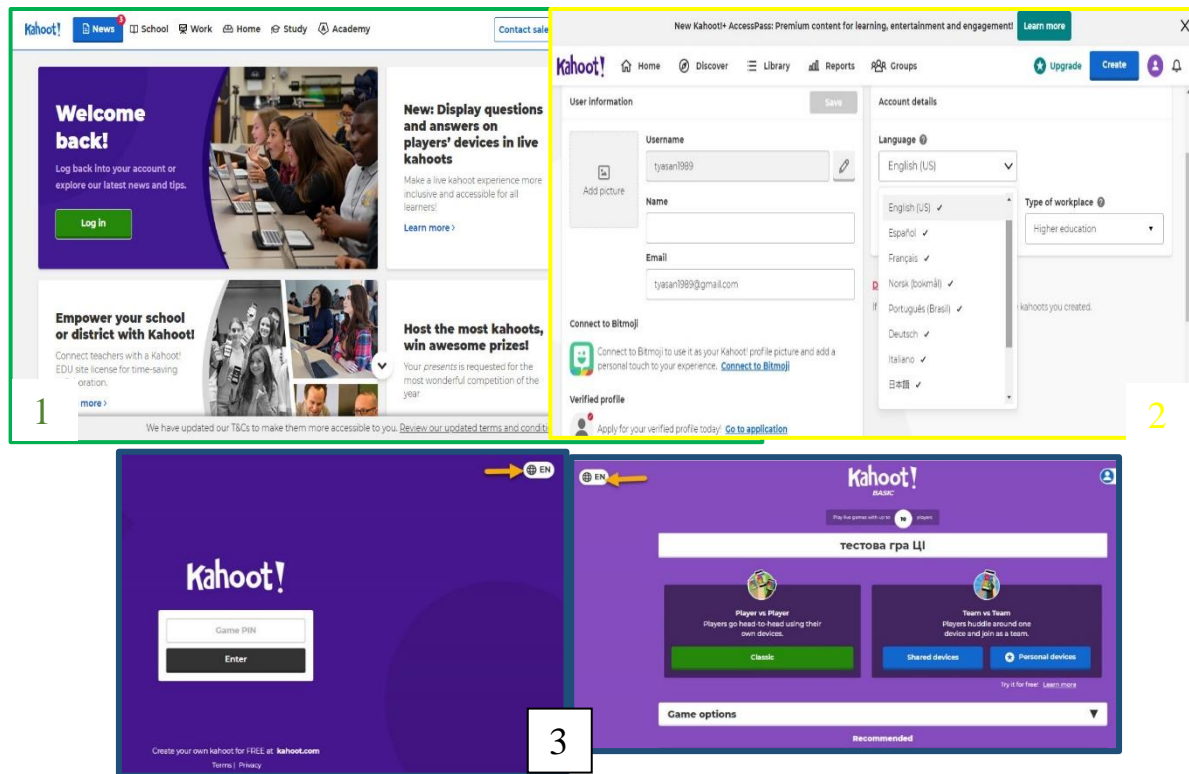 Kahoot!
News
3
School
Work
Home
Study
Academy
Contact sale
Welcome
back!
Log back into your account or
explore our latest news and tips.
Log in
New: Display questions
and answers on
players' devices in live
kahoots
Make a live kahoot experience more
inclusive and accessible for all
learners!
Learn more >
Empower your school
or district with Kahoot!
Connect teachers with a Kahoot!
EDU site license for time-saving
more >
Host the most kahoots,
win awesome prizes!
Your presents is requested for the
most wonderful competition of the
year
We have updated our T&Cs to make them more accessible to you. Review our updated terms and conditi
1
New Kahoot!+ AccessPass: Premium content for learning, entertainment and engagement!
Learn more
X
Kahoot!
Home
Discover
Library
Reports
Groups
Upgrade
Create
User information
Save
Add picture
Username
tyasan1989
Name
Email
tyasan1989@gmail.com
Connect to Bitmoji
Connect to Bitmoji to use it as your Kahoot! profile picture and add a
personal touch to your experience. Connect to Bitmoji
Verified profile
Apply for your verified profile today! Go to application
Account details
Language
English (US)
English (US) ✓
Español ✓
Français ✓
Norsk (bokmål) ✓
Português (Brasil) ✓
Deutsch ✓
Italiano ✓
日本語 ✓
Type of workplace
Higher education
D
If
kahoots you created.
2
EN
Kahoot!
Game PIN
Enter
Create your own kahoot for FREE at kahoot.com
Terms | Privacy
3
EN
Kahoot!
BASIC
Play live games with up to 10 players
тестова гра ЦІ
Player vs Player
Players go head-to-head using their
own devices.
Classic
Team vs Team
Players huddle around one
device and join as a team.
Shared devices
Personal devices
Try it for free! Learn more
Game options
Recommended